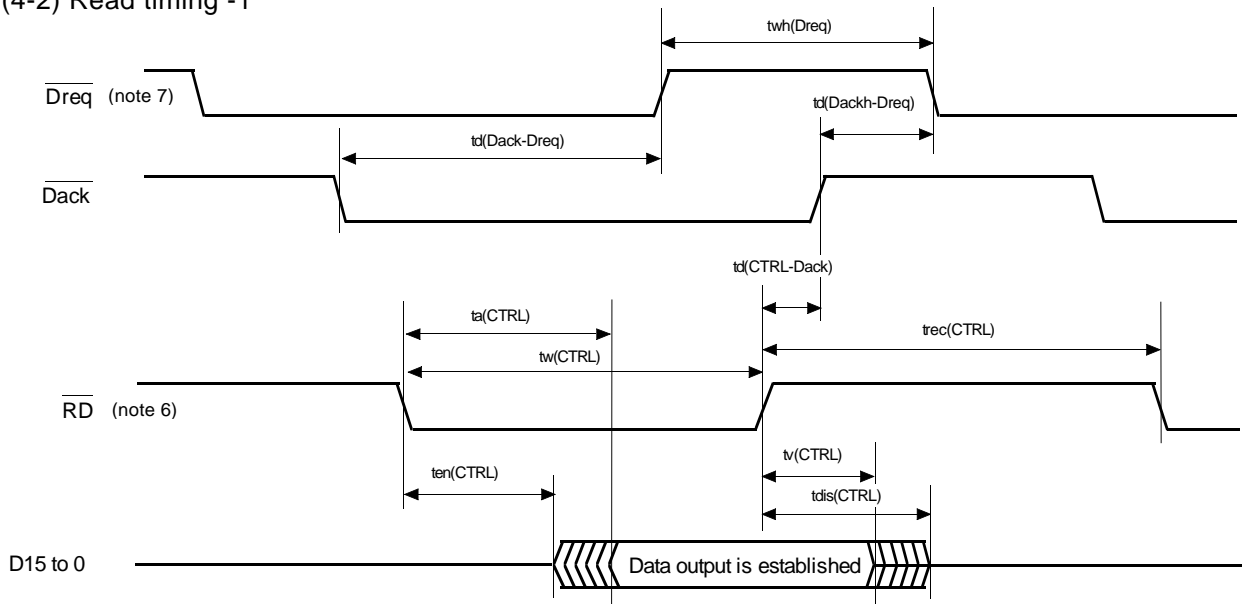 (4-2) Read timing -1
twh(Dreq)
Dreq (note 7)
td(Dackh-Dreq)
td(Dack-Dreq)
Dack
td(CTRL-Dack)
ta(CTRL)
trec(CTRL)
tw(CTRL)
RD (note 6)
tv(CTRL)
ten(CTRL)
tdis(CTRL)
D15 to 0
Data output is established